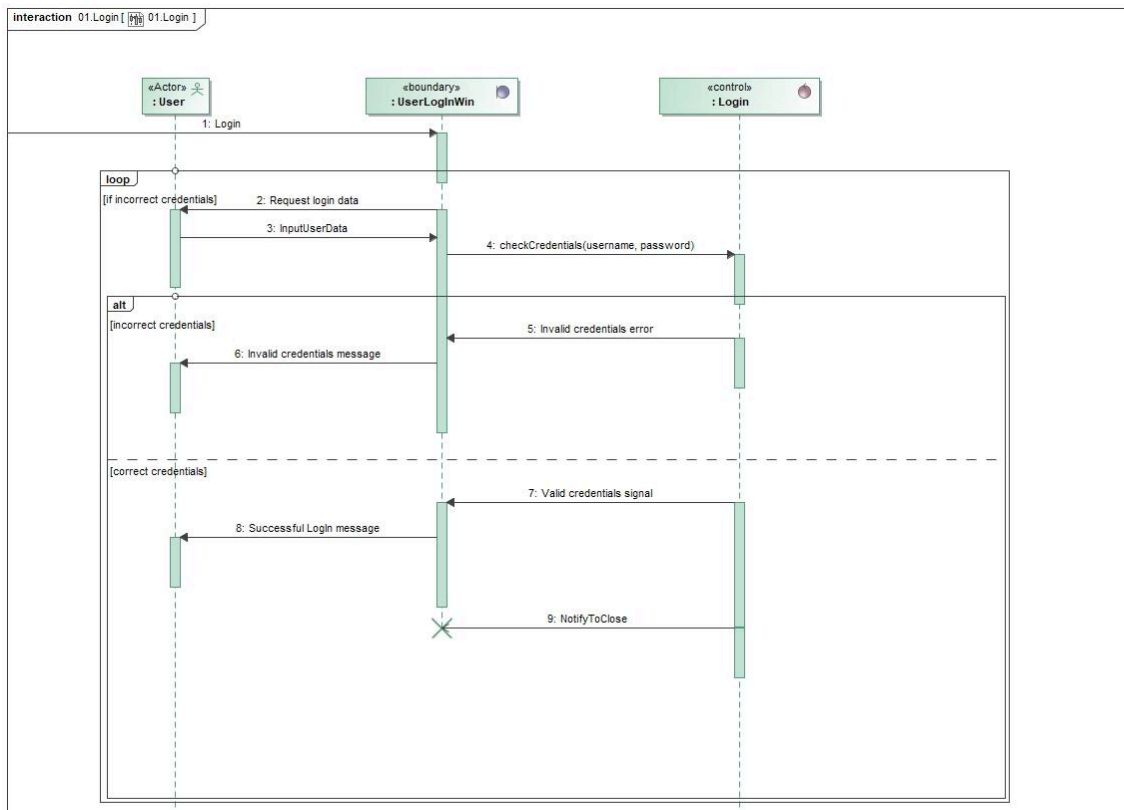 interaction 01.Login [ 01.Login ]
«Actor»
: User
«boundary»
: UserLogInWin
«control»
: Login
1: Login
loop
[if incorrect credentials]
2: Request login data
3: InputUserData
4: checkCredentials(username, password)
alt
[incorrect credentials]
5: Invalid credentials error
6: Invalid credentials message
[correct credentials]
7: Valid credentials signal
8: Successful LogIn message
9: NotifyToClose